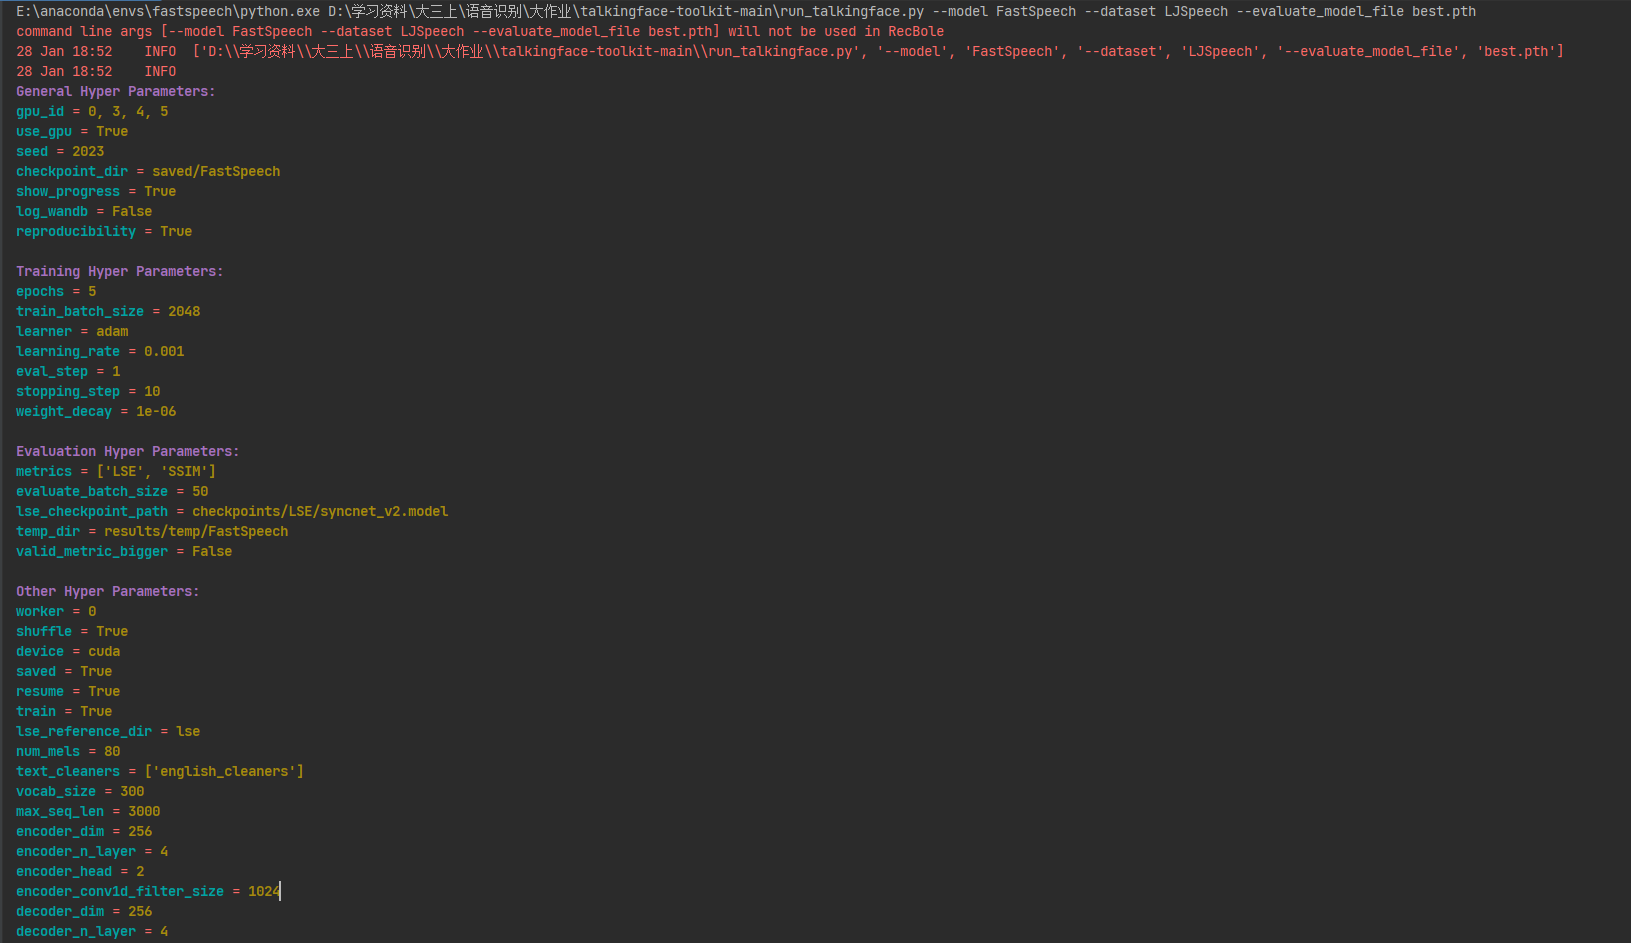 E:\anaconda\envs\fastspeech\python.exe D:\学习资料\大三上\语音识别\大作业\talkingface-toolkit-main\run_talkingface.py --model FastSpeech --dataset LJSpeech --evaluate_model_file best.pth
command line args [--model FastSpeech --dataset LJSpeech --evaluate_model_file best.pth] will not be used in RecBole
28 Jan 18:52    INFO  ['D:\\学习资料\\大三上\\语音识别\\大作业\\talkingface-toolkit-main\\run_talkingface.py', '--model', 'FastSpeech', '--dataset', 'LJSpeech', '--evaluate_model_file', 'best.pth']
28 Jan 18:52    INFO
General Hyper Parameters:
gpu_id = 0, 3, 4, 5
use_gpu = True
seed = 2023
checkpoint_dir = saved/FastSpeech
show_progress = True
log_wandb = False
reproducibility = True
Training Hyper Parameters:
epochs = 5
train_batch_size = 2048
learner = adam
learning_rate = 0.001
eval_step = 1
stopping_step = 10
weight_decay = 1e-06
Evaluation Hyper Parameters:
metrics = ['LSE', 'SSIM']
evaluate_batch_size = 50
lse_checkpoint_path = checkpoints/LSE/syncnet_v2.model
temp_dir = results/temp/FastSpeech
valid_metric_bigger = False
Other Hyper Parameters:
worker = 0
shuffle = True
device = cuda
saved = True
resume = True
train = True
lse_reference_dir = lse
num_mels = 80
text_cleaners = ['english_cleaners']
vocab_size = 300
max_seq_len = 3000
encoder_dim = 256
encoder_n_layer = 4
encoder_head = 2
encoder_conv1d_filter_size = 1024
decoder_dim = 256
decoder_n_layer = 4